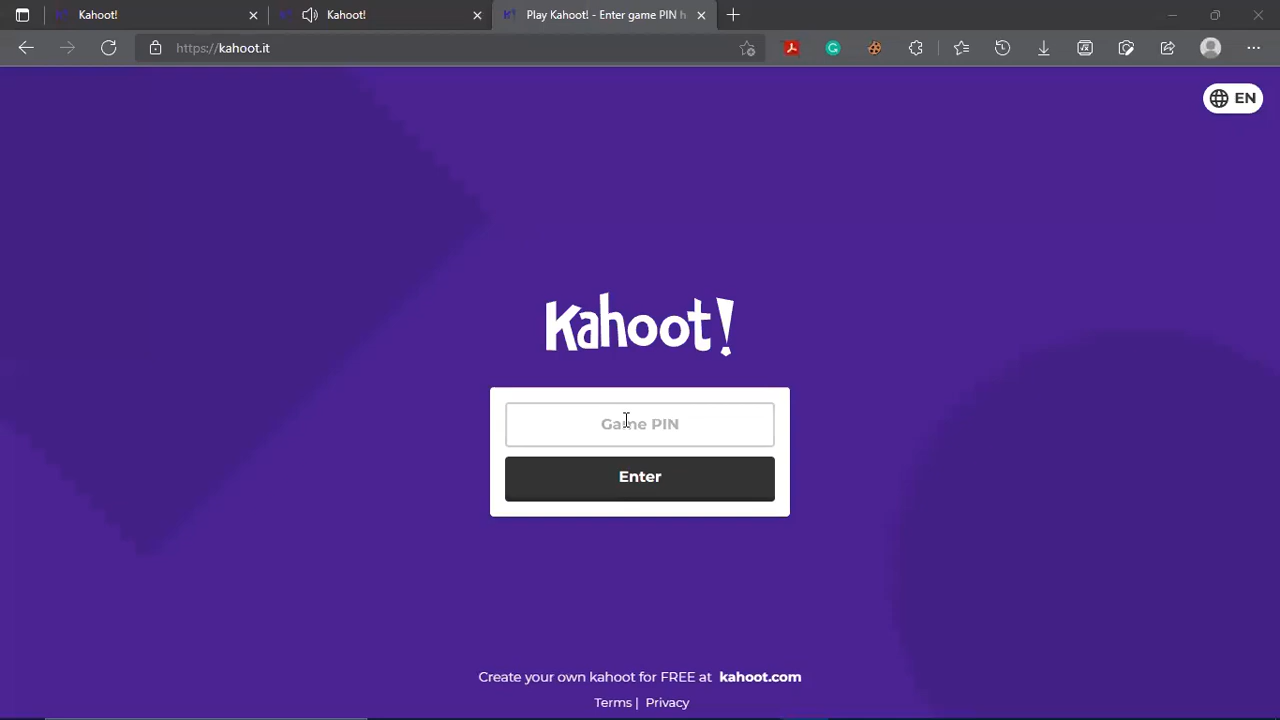 Kahoot!
Kahoot!
Play Kahoot! - Enter game PIN h
https://kahoot.it
EN
Kahoot!
Game PIN
Enter
Create your own kahoot for FREE at kahoot.com
Terms | Privacy